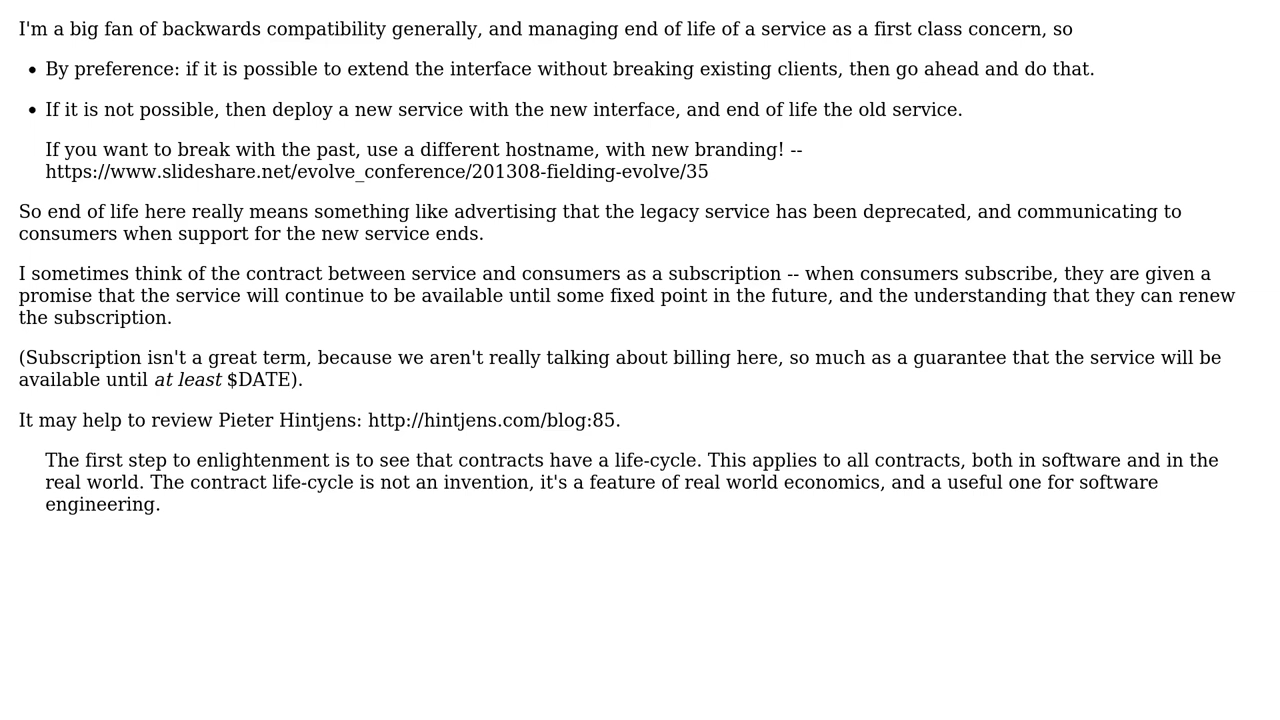 I'm a big fan of backwards compatibility generally, and managing end of life of a service as a first class concern, so
• By preference: if it is possible to extend the interface without breaking existing clients, then go ahead and do that.
• If it is not possible, then deploy a new service with the new interface, and end of life the old service.
If you want to break with the past, use a different hostname, with new branding! --
https://www.slideshare.net/evolve_conference/201308-fielding-evolve/35
So end of life here really means something like advertising that the legacy service has been deprecated, and communicating to
consumers when support for the new service ends.
I sometimes think of the contract between service and consumers as a subscription -- when consumers subscribe, they are given a
promise that the service will continue to be available until some fixed point in the future, and the understanding that they can renew
the subscription.
(Subscription isn't a great term, because we aren't really talking about billing here, so much as a guarantee that the service will be
available until at least $DATE).
It may help to review Pieter Hintjens: http://hintjens.com/blog:85.
The first step to enlightenment is to see that contracts have a life-cycle. This applies to all contracts, both in software and in the
real world. The contract life-cycle is not an invention, it's a feature of real world economics, and a useful one for software
engineering.